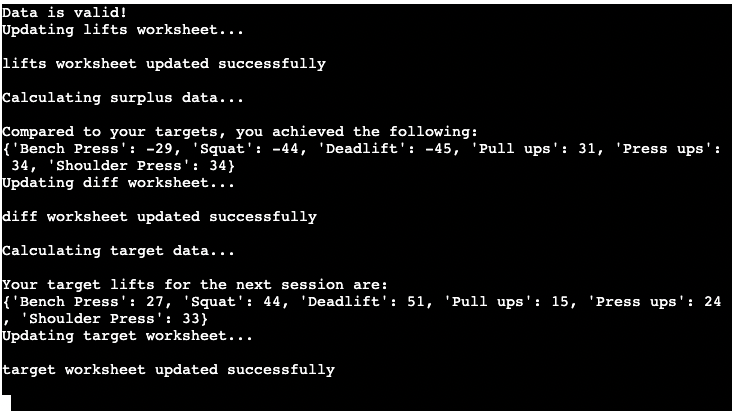 Data is valid!
Updating lifts worksheet...
lifts worksheet updated successfully
Calculating surplus data...
Compared to your targets, you achieved the following:
{'Bench Press': -29, 'Squat': -44, 'Deadlift': -45, 'Pull ups': 31, 'Press ups':
 34, 'Shoulder Press': 34}
Updating diff worksheet...
diff worksheet updated successfully
Calculating target data...
Your target lifts for the next session are:
{'Bench Press': 27, 'Squat': 44, 'Deadlift': 51, 'Pull ups': 15, 'Press ups': 24
, 'Shoulder Press': 33}
Updating target worksheet...
target worksheet updated successfully